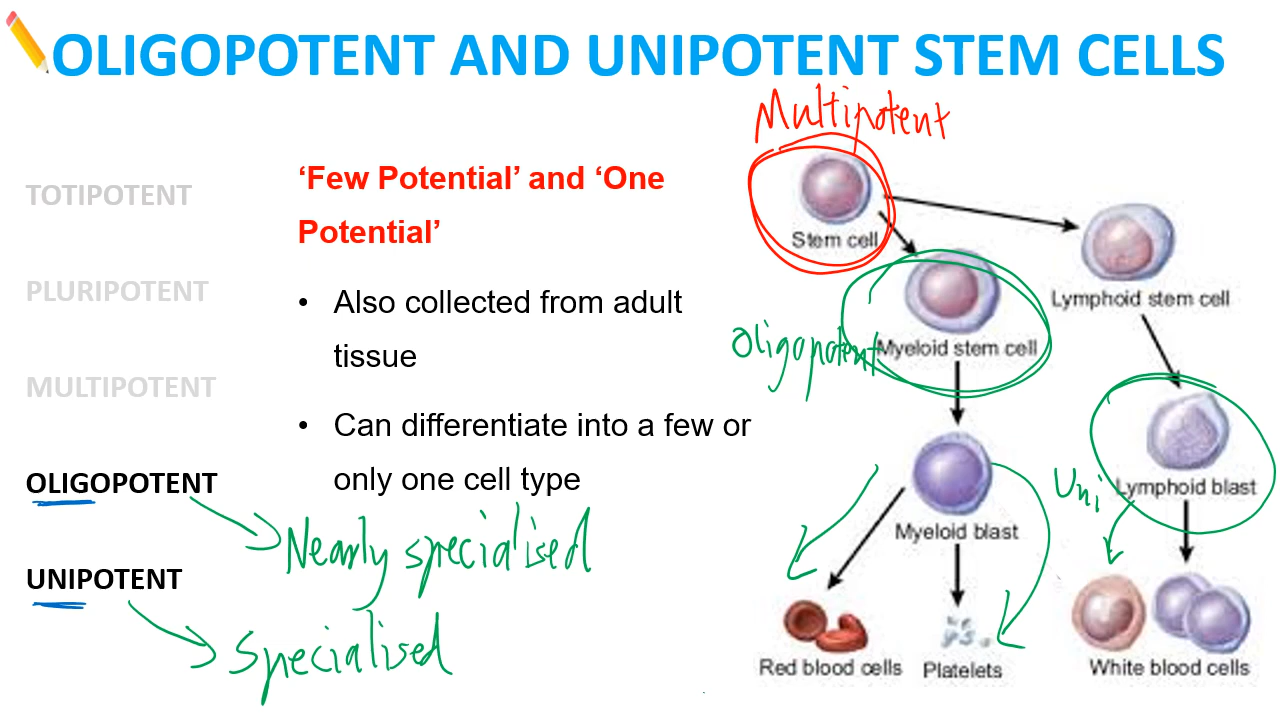 OLIGOPOTENT AND UNIPOTENT STEM CELLS
TOTIPOTENT
PLURIPOTENT
MULTIPOTENT
OLIGOPOTENT
UNIPOTENT
‘Few Potential’ and ‘One
Potential’
• Also collected from adult
tissue
• Can differentiate into a few or
only one cell type
Nearly specialised
Specialised
Multipotent
Stem cell
Lymphoid stem cell
Oligopotent
Myeloid stem cell
Uni
Lymphoid blast
Myeloid blast
Red blood cells
Platelets
White blood cells